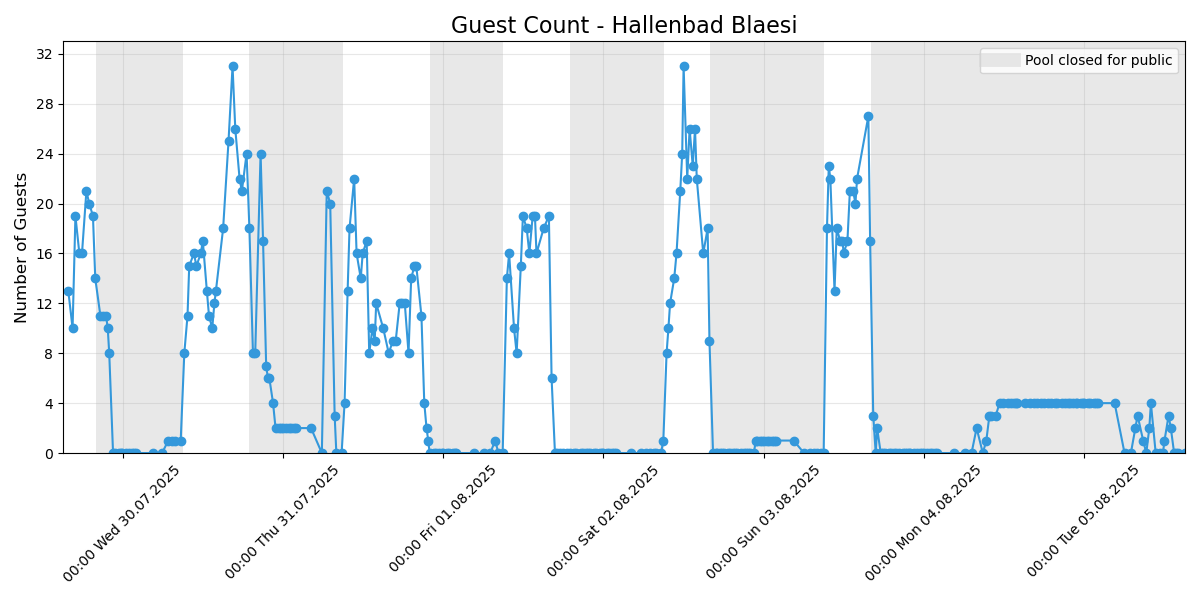 Guest Count - Hallenbad Blaesi
Pool closed for public
Number of Guests
32
28
24
20
16
12
8
4
0
00:00 Wed 30.07.2025
00:00 Thu 31.07.2025
00:00 Fri 01.08.2025
00:00 Sat 02.08.2025
00:00 Sun 03.08.2025
00:00 Mon 04.08.2025
00:00 Tue 05.08.2025